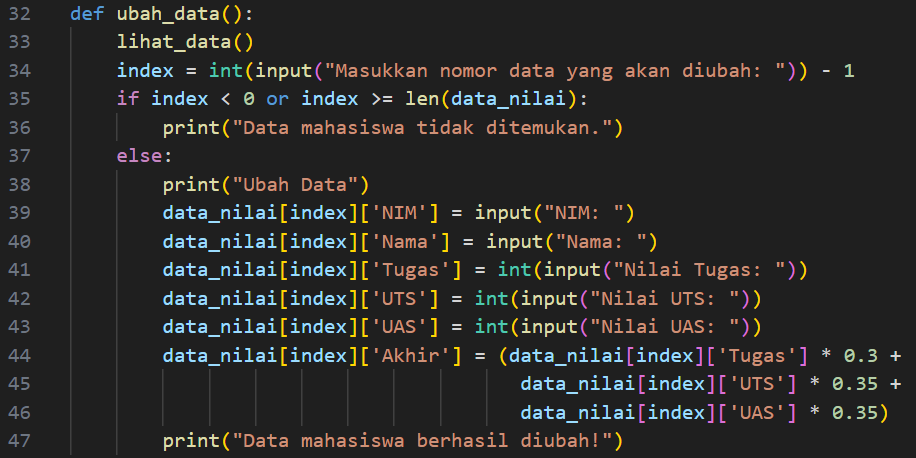 32 def ubah_data():
33 lihat_data()
34 index = int(input("Masukkan nomor data yang akan diubah: ")) - 1
35 if index < 0 or index >= len(data_nilai):
36 print("Data mahasiswa tidak ditemukan.")
37 else:
38 print("Ubah Data")
39 data_nilai[index]['NIM'] = input("NIM: ")
40 data_nilai[index]['Nama'] = input("Nama: ")
41 data_nilai[index]['Tugas'] = int(input("Nilai Tugas: "))
42 data_nilai[index]['UTS'] = int(input("Nilai UTS: "))
43 data_nilai[index]['UAS'] = int(input("Nilai UAS: "))
44 data_nilai[index]['Akhir'] = (data_nilai[index]['Tugas'] * 0.3 +
45 data_nilai[index]['UTS'] * 0.35 +
46 data_nilai[index]['UAS'] * 0.35)
47 print("Data mahasiswa berhasil diubah!")